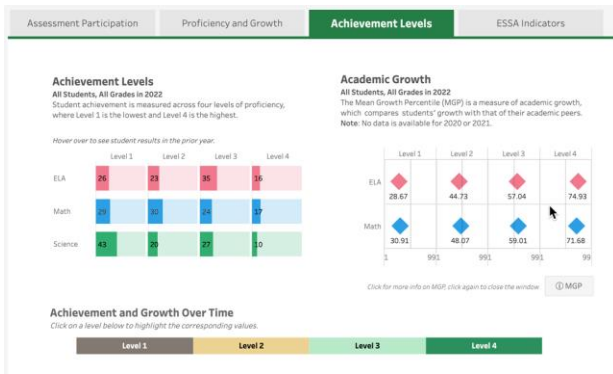 Assessment Participation
Proficiency and Growth
Achievement Levels
ESSA Indicators
Achievement Levels
All Students, All Grades in 2022
Student achievement is measured across four levels of proficiency,
where Level 1 is the lowest and Level 4 is the highest.
Hover over to see student results in the prior year.
Level 1 Level 2 Level 3 Level 4
ELA 26 23 35 16
Math 29 30 24 17
Science 43 20 27 10
Academic Growth
All Students, All Grades in 2022
The Mean Growth Percentile (MGP) is a measure of academic growth,
which compares students' growth with that of their academic peers.
Note: No data is available for 2020 or 2021.
Level 1 Level 2 Level 3 Level 4
ELA
28.67 44.73 57.04 74.93
Math
30.91 48.07 59.01 71.68
1 99 1 99 1 99 1 99
Click for more info on MGP, click again to close the window.
ⓘ MGP
Achievement and Growth Over Time
Click on a level below to highlight the corresponding values.
Level 1 Level 2 Level 3 Level 4